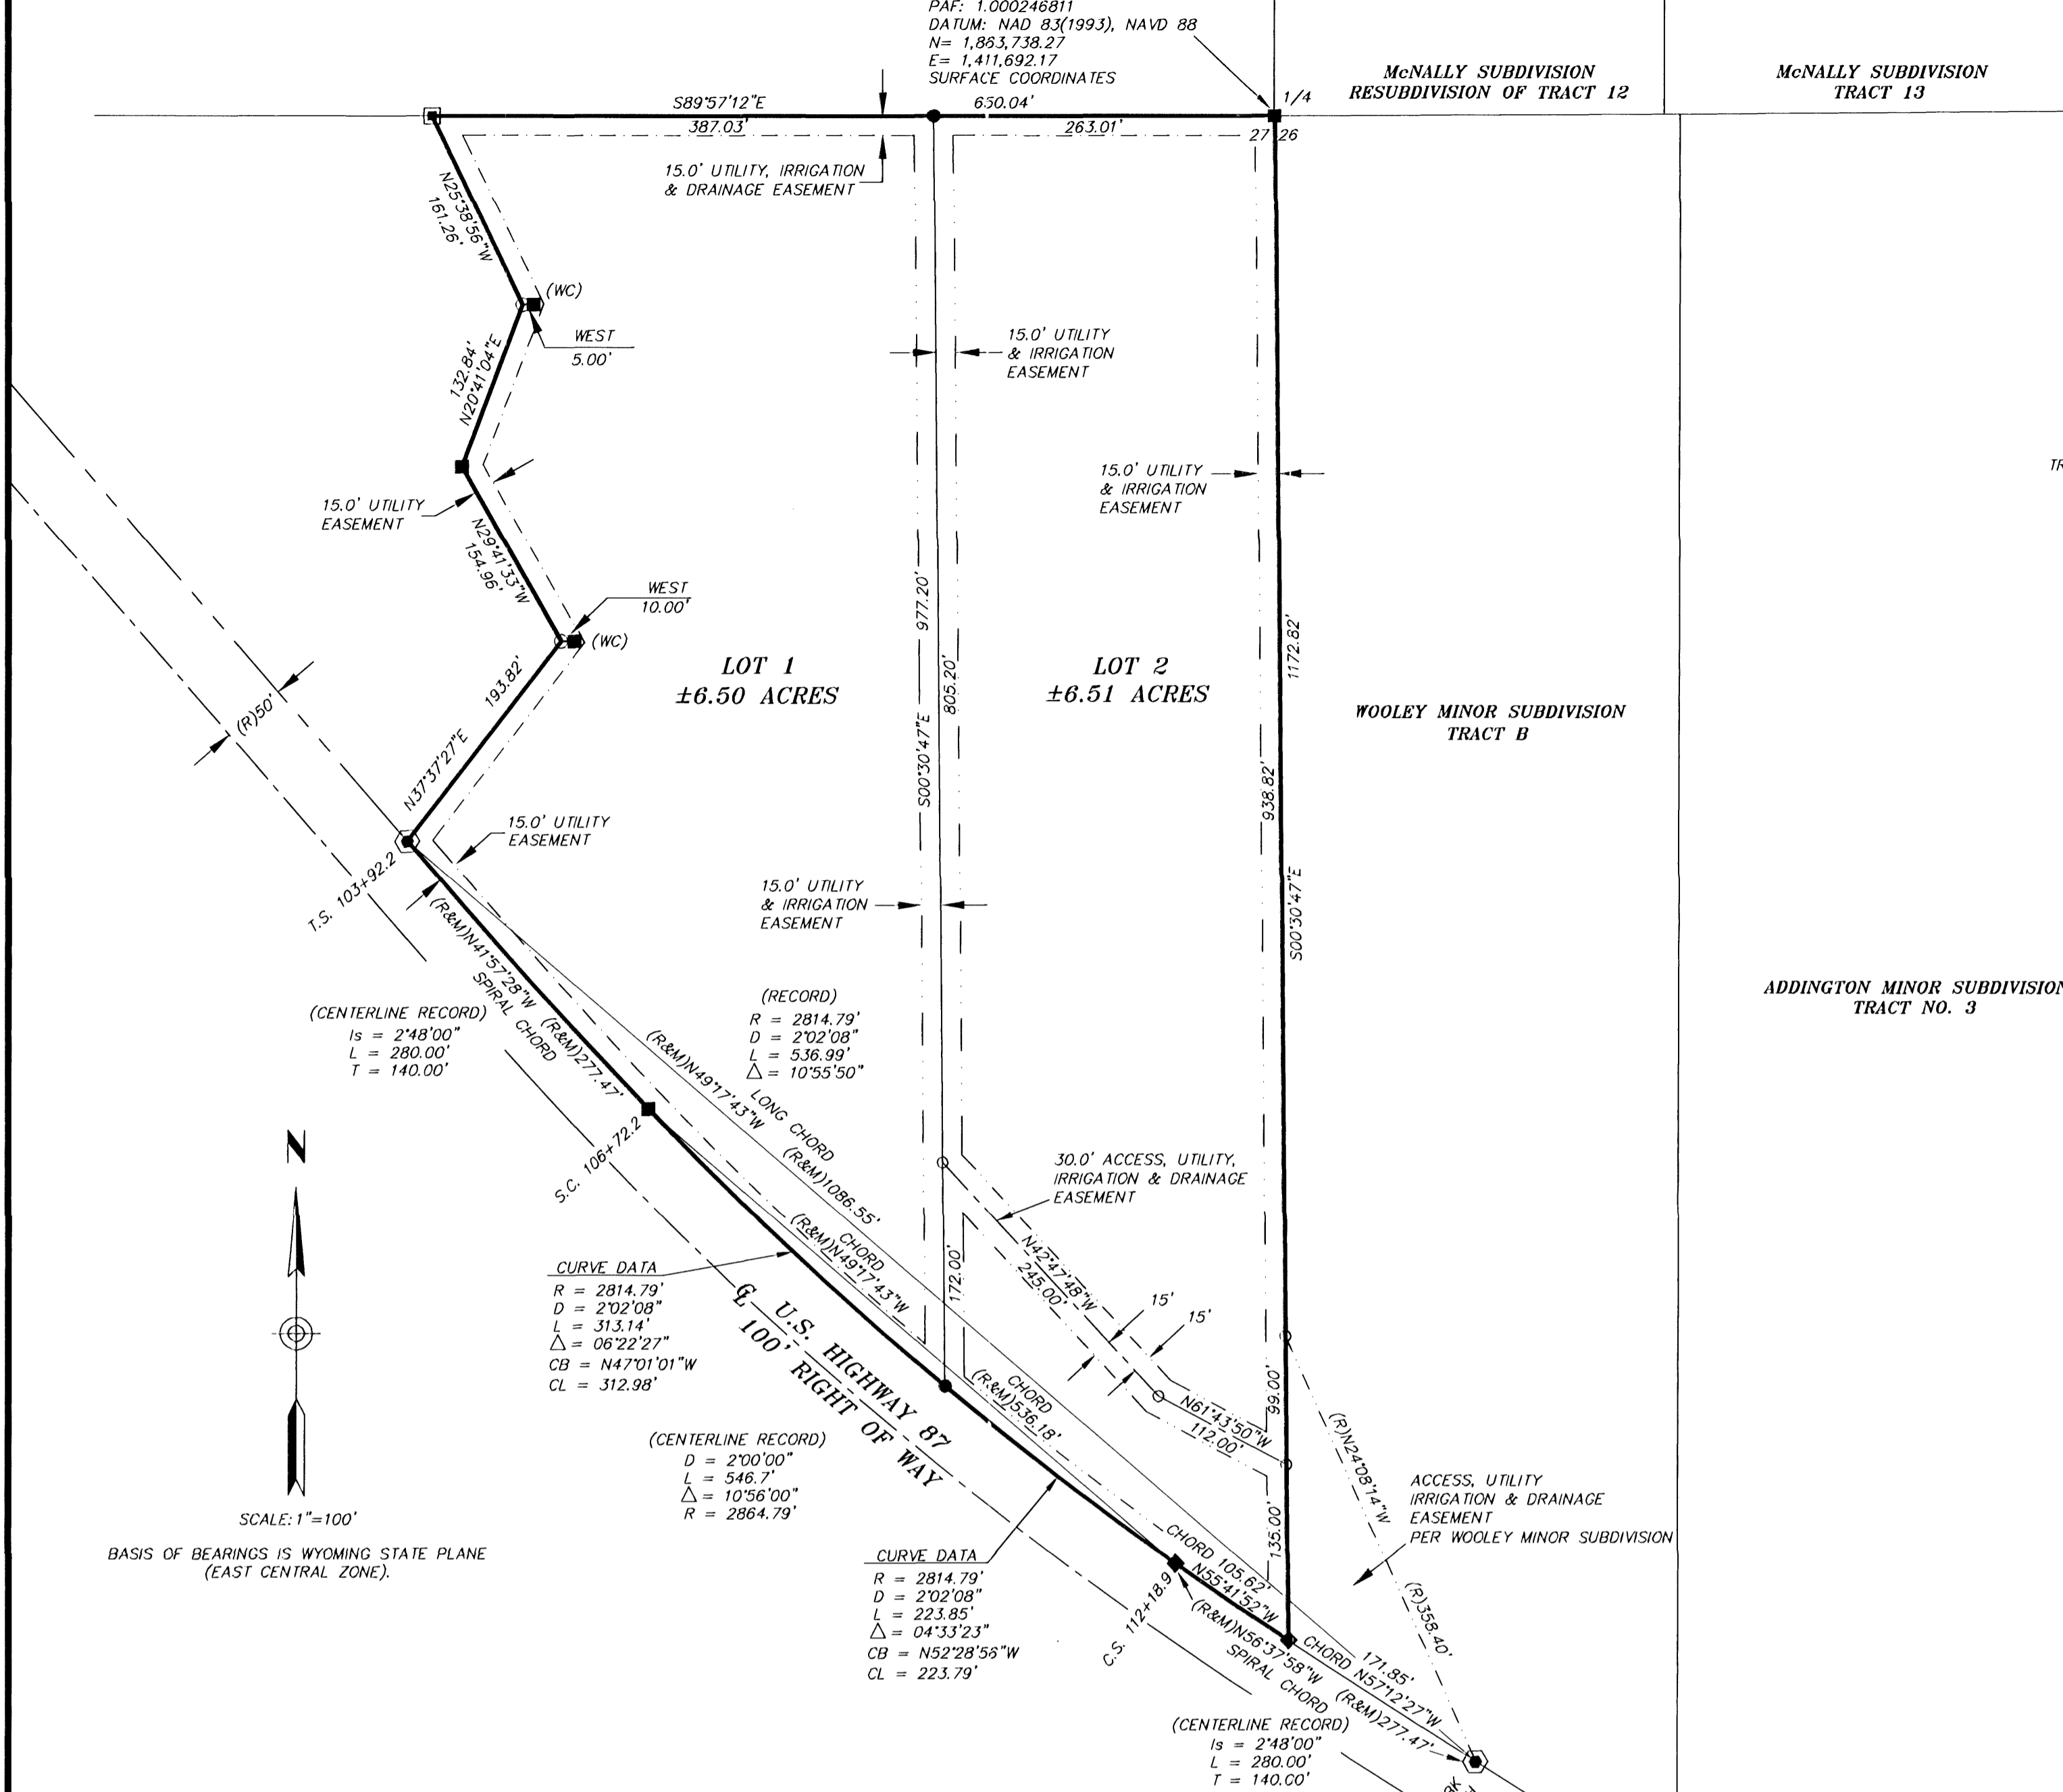 PAF: 1.000246811
DATUM: NAD 83(1993), NAVD 88
N= 1,863,738.27
E= 1,411,692.17
SURFACE COORDINATES
McNALLY SUBDIVISION
RESUBDIVISION OF TRACT 12
McNALLY SUBDIVISION
TRACT 13
S89°57'12"E
650.04'
1/4
387.03'
263.01'
27
26
15.0' UTILITY, IRRIGATION
& DRAINAGE EASEMENT
N25°38'56"W
161.26'
(WC)
WEST
5.00'
132.84'
N20°41'04"E
15.0' UTILITY
& IRRIGATION
EASEMENT
15.0' UTILITY
& IRRIGATION
EASEMENT
TR
15.0' UTILITY
EASEMENT
N29°41'33"W
154.96'
WEST
10.00'
(WC)
977.20'
1172.82'
LOT 1
±6.50 ACRES
805.20'
LOT 2
±6.51 ACRES
193.82'
(R)50'
N37°37'27"E
S00°30'47"E
938.82'
WOOLEY MINOR SUBDIVISION
TRACT B
15.0' UTILITY
EASEMENT
T.S. 103+92.2
15.0' UTILITY
& IRRIGATION
EASEMENT
S00°30'47"E
(R&M)N41°57'28"W
(R&M)277.47'
SPIRAL CHORD
ADDINGTON MINOR SUBDIVISION
TRACT NO. 3
(CENTERLINE RECORD)
Is = 2°48'00"
L = 280.00'
T = 140.00'
(RECORD)
R = 2814.79'
D = 2°02'08"
L = 536.99'
△ = 10°55'50"
(R&M)N49°17'43"W
LONG CHORD
(R&M)1086.55'
N
S.C. 106+72.2
30.0' ACCESS, UTILITY,
IRRIGATION & DRAINAGE
EASEMENT
CHORD
(R&M)N49°17'43"W
172.00'
N42°47'48"W
245.00'
15'
15'
CURVE DATA
R = 2814.79'
D = 2°02'08"
L = 313.14'
△ = 06°22'27"
CB = N47°01'01"W
CL = 312.98'
℄ U.S. HIGHWAY 87
100' RIGHT OF WAY
CHORD
(R&M)536.18'
N61°43'50"W
112.00'
99.00'
(R)N24°08'14"W
(CENTERLINE RECORD)
D = 2°00'00"
L = 546.7'
△ = 10°56'00"
R = 2864.79'
ACCESS, UTILITY
IRRIGATION & DRAINAGE
EASEMENT
PER WOOLEY MINOR SUBDIVISION
SCALE: 1"=100'
BASIS OF BEARINGS IS WYOMING STATE PLANE
(EAST CENTRAL ZONE).
135.00'
CURVE DATA
R = 2814.79'
D = 2°02'08"
L = 223.85'
△ = 04°33'23"
CB = N52°28'56"W
CL = 223.79'
CHORD 105.62'
N55°41'52"W
C.S. 112+18.9
(R&M)N56°37'58"W
(R&M)277.47'
SPIRAL CHORD
171.85'
CHORD N57°12'27"W
(R)358.40'
(CENTERLINE RECORD)
Is = 2°48'00"
L = 280.00'
T = 140.00'